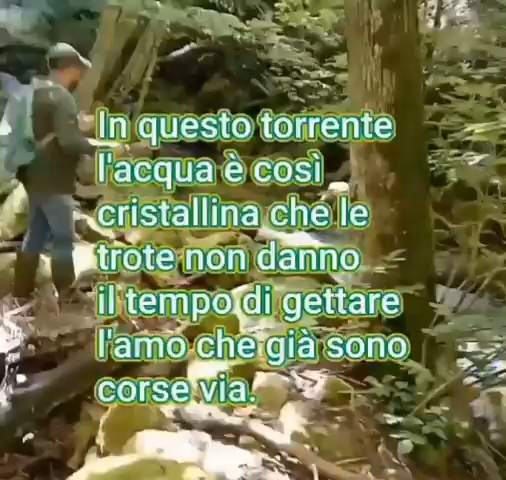 In questo torrente
l'acqua è così
cristallina che le
trote non danno
il tempo di gettare
l'amo che già sono
corse via.